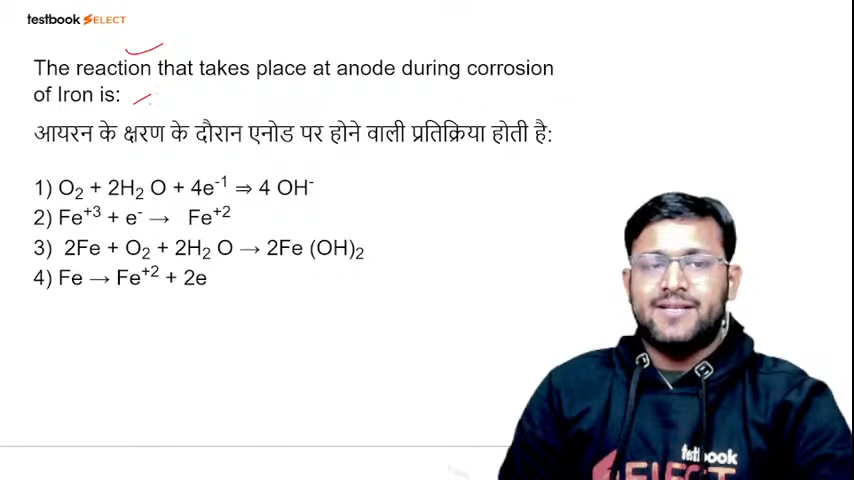 testbook SELECT
The reaction that takes place at anode during corrosion
of Iron is:
आयरन के क्षरण के दौरान एनोड पर होने वाली प्रतिक्रिया होती है:
1) O₂ + 2H₂ O + 4e⁻¹ ⇒ 4 OH⁻
2) Fe⁺³ + e⁻ → Fe⁺²
3) 2Fe + O₂ + 2H₂ O → 2Fe (OH)₂
4) Fe → Fe⁺² + 2e
testbook
SELECT